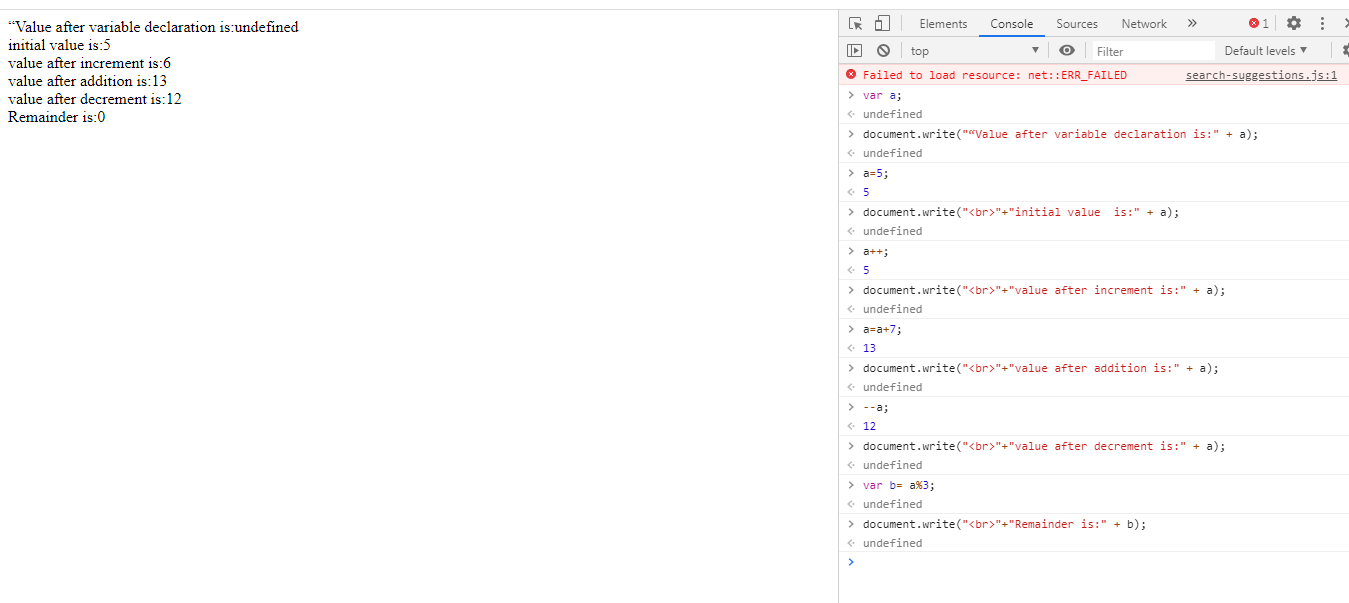 “Value after variable declaration is:undefined
initial value is:5
value after increment is:6
value after addition is:13
value after decrement is:12
Remainder is:0
Elements Console Sources Network » 1
top ▼ Filter Default levels ▼
Failed to load resource: net::ERR_FAILED search-suggestions.js:1
> var a;
<· undefined
> document.write("“Value after variable declaration is:" + a);
<· undefined
> a=5;
<· 5
> document.write("<br>"+"initial value  is:" + a);
<· undefined
> a++;
<· 5
> document.write("<br>"+"value after increment is:" + a);
<· undefined
> a=a+7;
<· 13
> document.write("<br>"+"value after addition is:" + a);
<· undefined
> --a;
<· 12
> document.write("<br>"+"value after decrement is:" + a);
<· undefined
> var b= a%3;
<· undefined
> document.write("<br>"+"Remainder is:" + b);
<· undefined
>